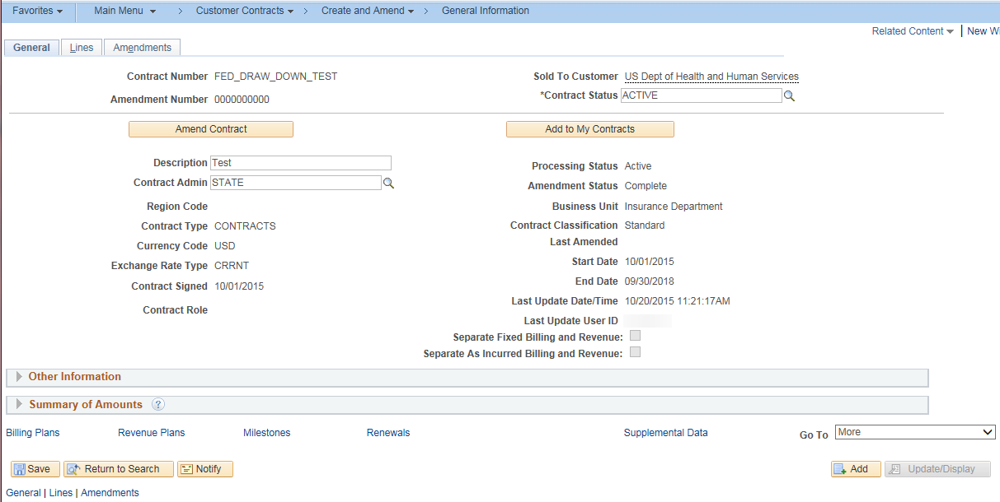 Favorites Main Menu > Customer Contracts > Create and Amend > General Information
Related Content New Wi
General Lines Amendments
Contract Number FED_DRAW_DOWN_TEST Sold To Customer US Dept of Health and Human Services
Amendment Number 0000000000 *Contract Status ACTIVE
Amend Contract Add to My Contracts
Description Test Processing Status Active
Contract Admin STATE Amendment Status Complete
Region Code Business Unit Insurance Department
Contract Type CONTRACTS Contract Classification Standard
Currency Code USD Last Amended
Exchange Rate Type CRRNT Start Date 10/01/2015
Contract Signed 10/01/2015 End Date 09/30/2018
Contract Role Last Update Date/Time 10/20/2015 11:21:17AM
Last Update User ID
Separate Fixed Billing and Revenue:
Separate As Incurred Billing and Revenue:
Other Information
Summary of Amounts ?
Billing Plans Revenue Plans Milestones Renewals Supplemental Data Go To More
Save Return to Search Notify Add Update/Display
General | Lines | Amendments